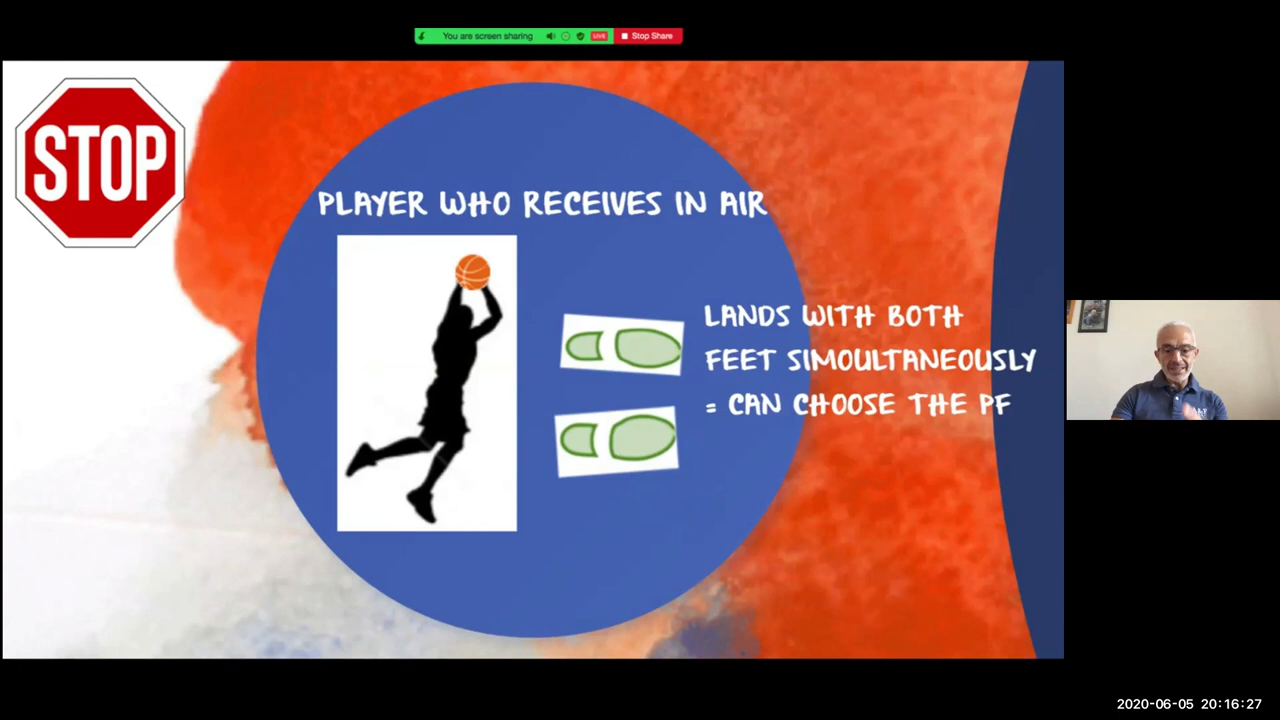 You are screen sharing
LIVE
Stop Share
STOP
PLAYER WHO RECEIVES IN AIR
LANDS WITH BOTH
FEET SIMOULTANEOUSLY
= CAN CHOOSE THE PF
2020-06-05 20:16:27